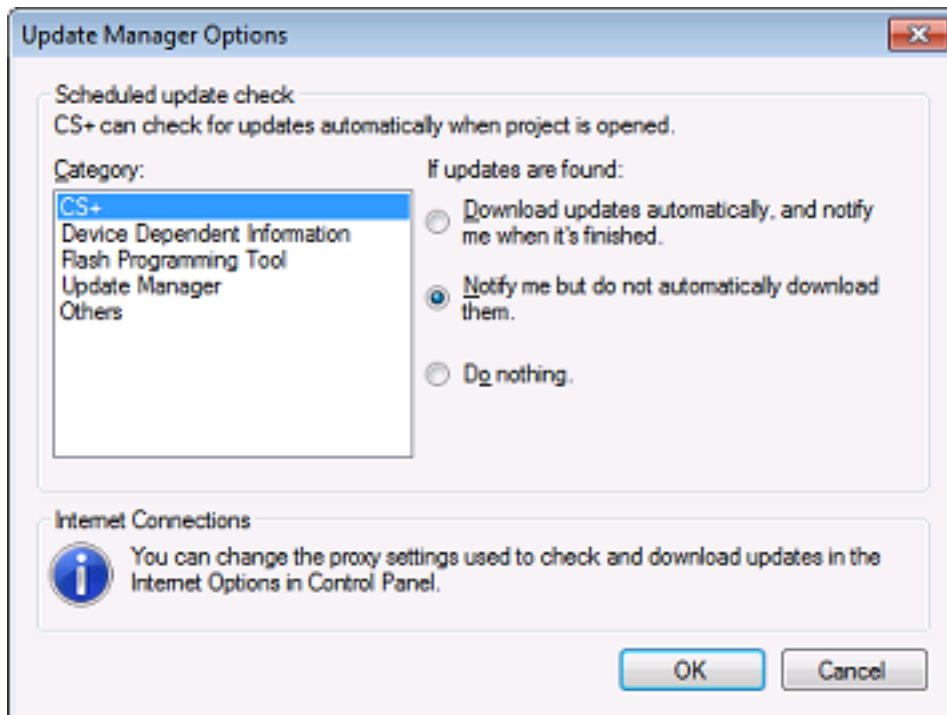 Update Manager Options
Scheduled update check
CS+ can check for updates automatically when project is opened.
Category:
CS+
Device Dependent Information
Flash Programming Tool
Update Manager
Others
If updates are found:
Download updates automatically, and notify
me when it's finished.
Notify me but do not automatically download
them.
Do nothing.
Internet Connections
You can change the proxy settings used to check and download updates in the
Internet Options in Control Panel.
OK
Cancel